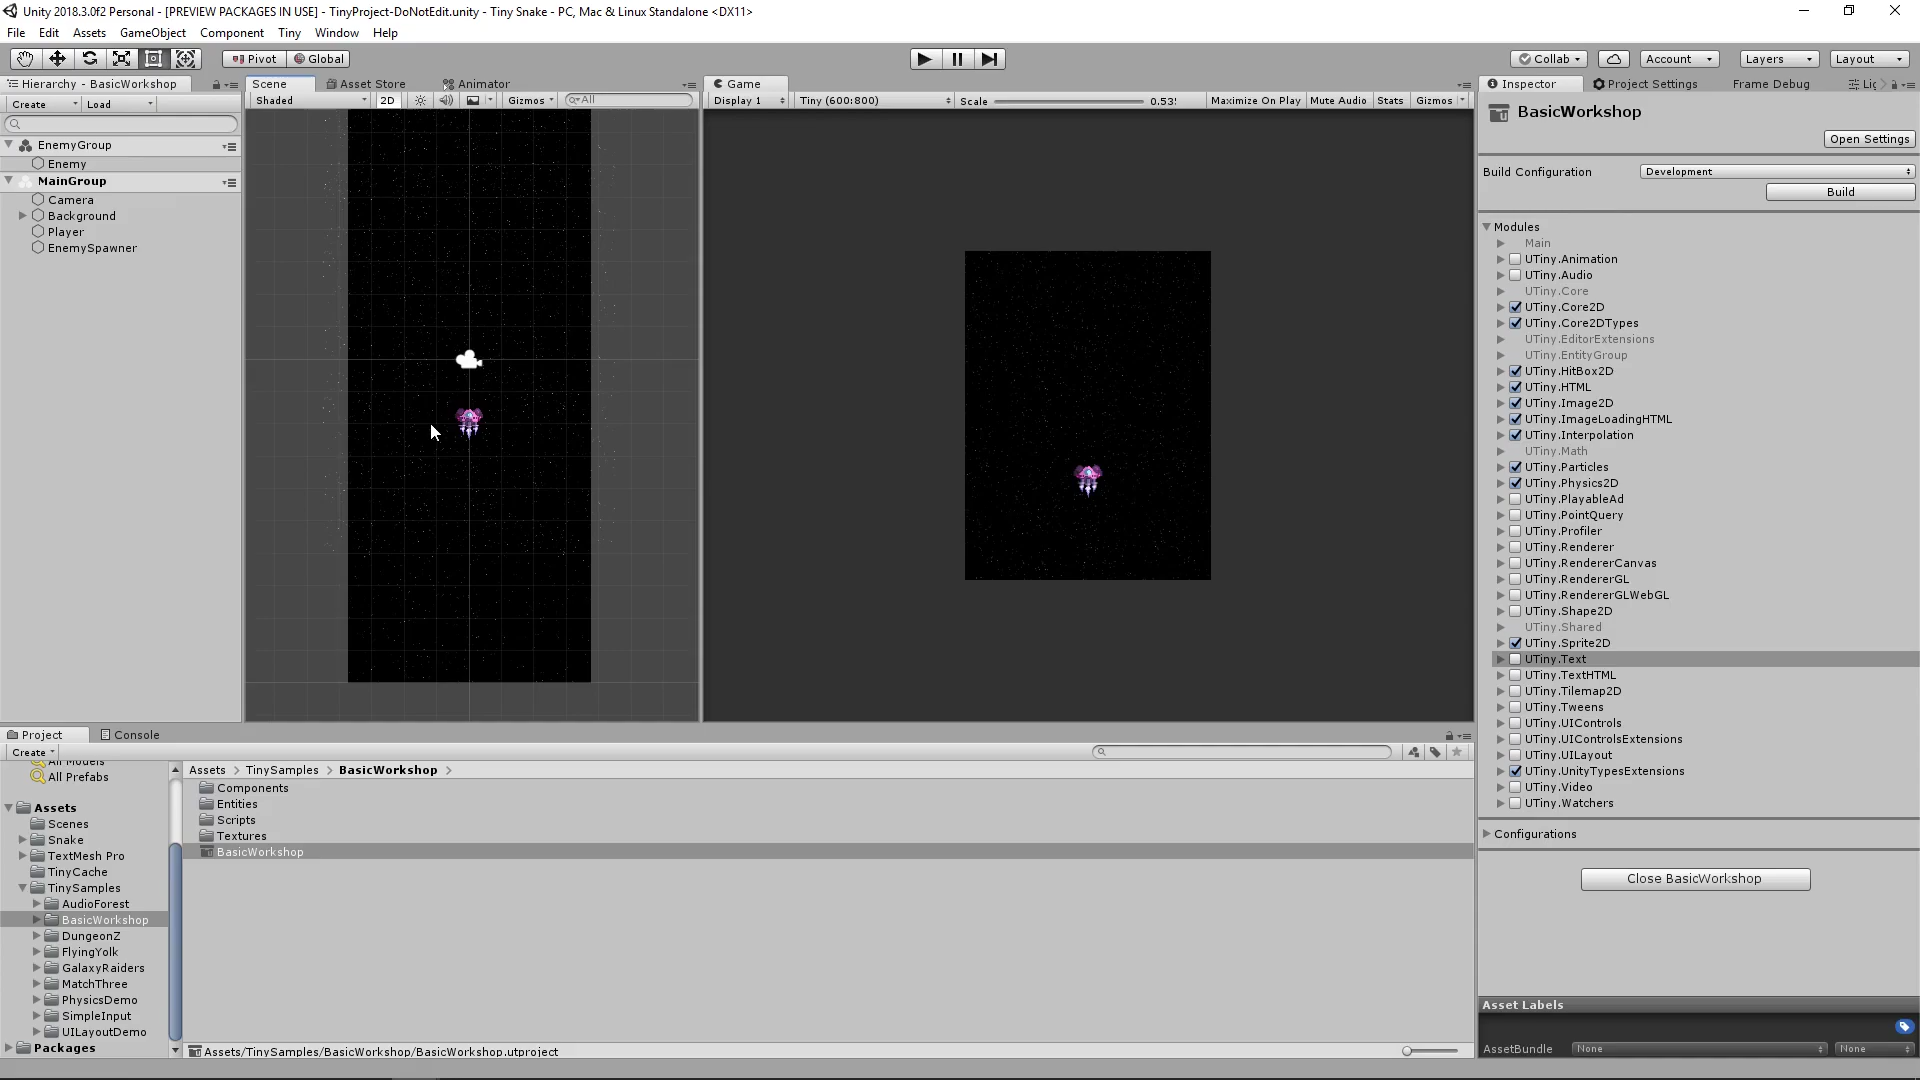 Unity 2018.3.0f2 Personal - [PREVIEW PACKAGES IN USE] - TinyProject-DoNotEdit.unity - Tiny Snake - PC, Mac & Linux Standalone <DX11>
File Edit Assets GameObject Component Tiny Window Help
Pivot Global Collab Account Layers Layout
Hierarchy - BasicWorkshop
Create Load
EnemyGroup
Enemy
MainGroup
Camera
Background
Player
EnemySpawner
Scene Asset Store Animator
Shaded 2D Gizmos All
Game
Display 1 Tiny (600:800) Scale 0.53 Maximize On Play Mute Audio Stats Gizmos
Inspector Project Settings Frame Debug Lig
BasicWorkshop
Open Settings
Build Configuration Development
Build
Modules
Main
UTiny.Animation
UTiny.Audio
UTiny.Core
UTiny.Core2D
UTiny.Core2DTypes
UTiny.EditorExtensions
UTiny.EntityGroup
UTiny.HitBox2D
UTiny.HTML
UTiny.Image2D
UTiny.ImageLoadingHTML
UTiny.Interpolation
UTiny.Math
UTiny.Particles
UTiny.Physics2D
UTiny.PlayableAd
UTiny.PointQuery
UTiny.Profiler
UTiny.Renderer
UTiny.RendererCanvas
UTiny.RendererGL
UTiny.RendererGLWebGL
UTiny.Shape2D
UTiny.Shared
UTiny.Sprite2D
UTiny.Text
UTiny.TextHTML
UTiny.Tilemap2D
UTiny.Tweens
UTiny.UIControls
UTiny.UIControlsExtensions
UTiny.UILayout
UTiny.UnityTypesExtensions
UTiny.Video
UTiny.Watchers
Configurations
Close BasicWorkshop
Asset Labels
AssetBundle None None
Project Console
Create
All Models
All Prefabs
Assets
Scenes
Snake
TextMesh Pro
TinyCache
TinySamples
AudioForest
BasicWorkshop
DungeonZ
FlyingYolk
GalaxyRaiders
MatchThree
PhysicsDemo
SimpleInput
UILayoutDemo
Packages
Assets > TinySamples > BasicWorkshop >
Components
Entities
Scripts
Textures
BasicWorkshop
Assets/TinySamples/BasicWorkshop/BasicWorkshop.utproject